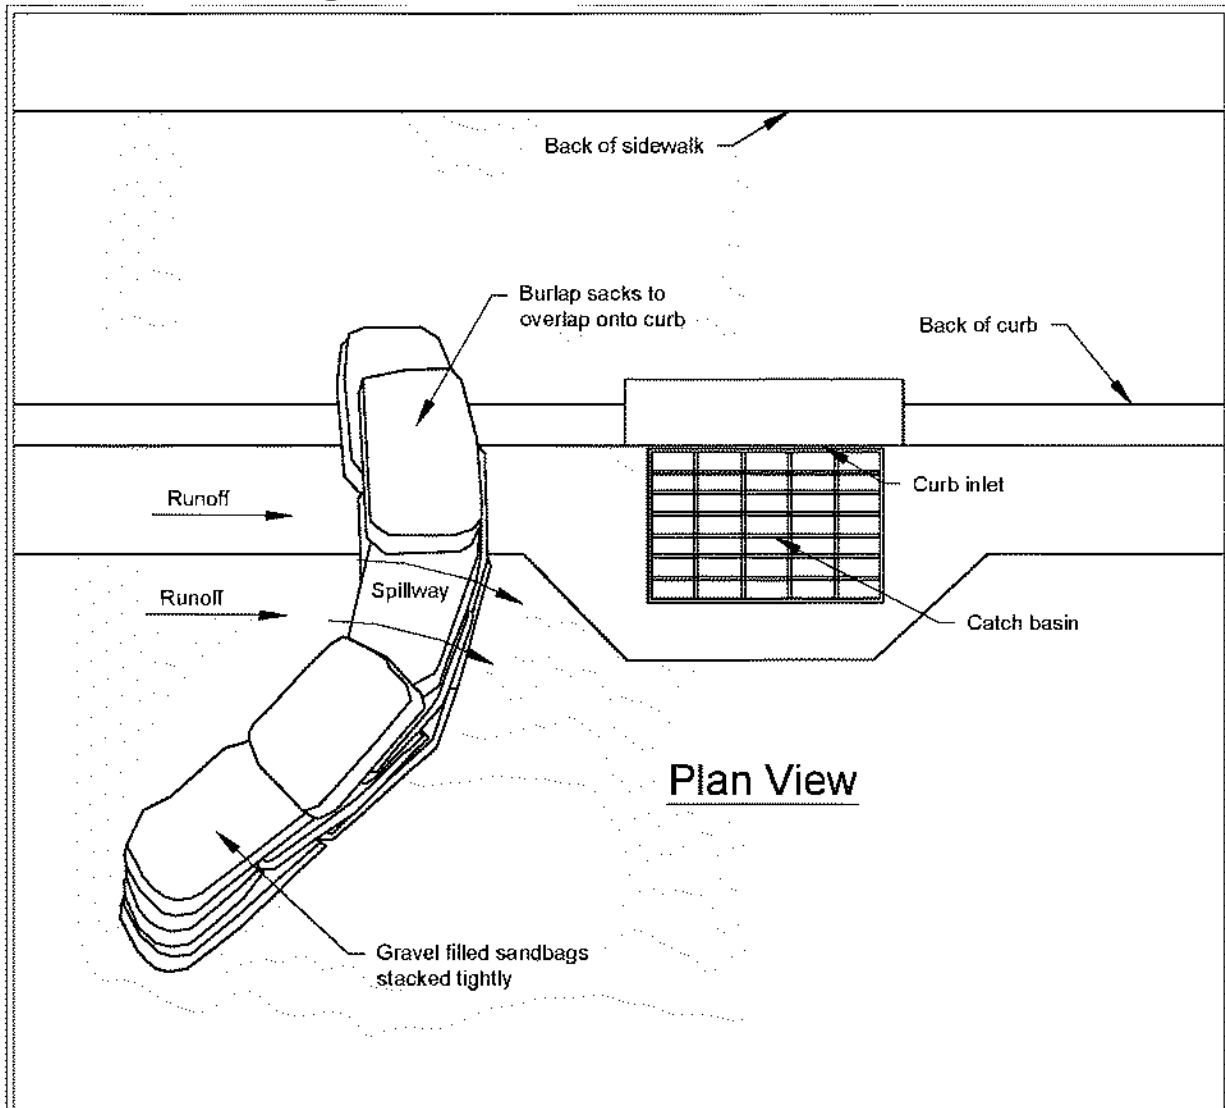 Back of sidewalk
Burlap sacks to
overlap onto curb
Back of curb
Runoff
Curb inlet
Runoff
Spillway
Catch basin
Plan View
Gravel filled sandbags
stacked tightly